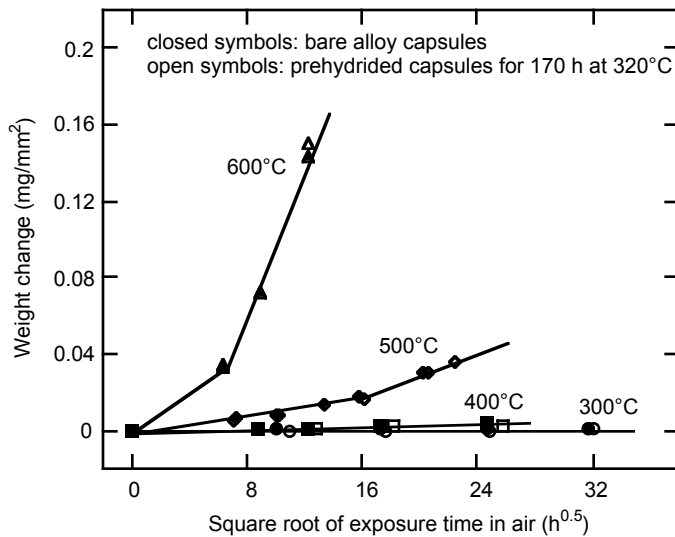 0.2
closed symbols: bare alloy capsules
open symbols: prehydrided capsules for 170 h at 320°C
0.16
600°C
0.12
Weight change (mg/mm²)
0.08
0.04
500°C
400°C
300°C
0
0
8
16
24
32
Square root of exposure time in air (h⁰·⁵)